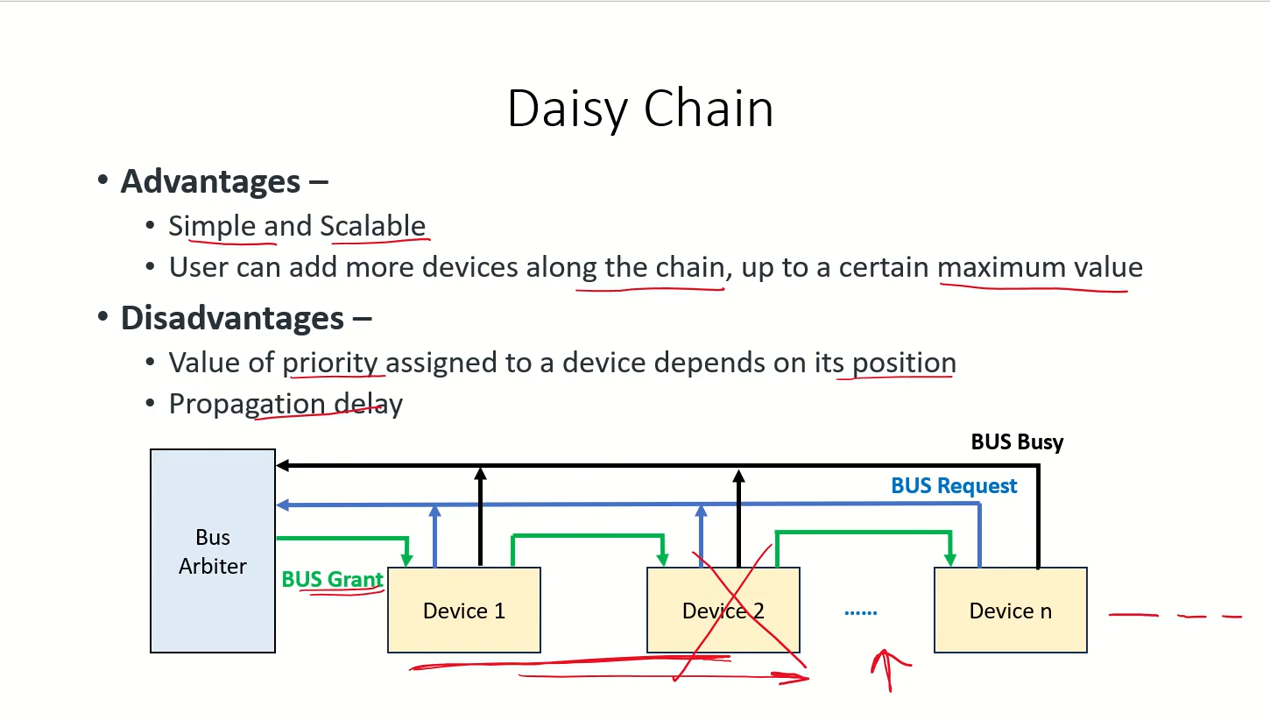 Daisy Chain
• Advantages –
• Simple and Scalable
• User can add more devices along the chain, up to a certain maximum value
• Disadvantages –
• Value of priority assigned to a device depends on its position
• Propagation delay
BUS Busy
BUS Request
Bus
Arbiter
BUS Grant
Device 1
Device 2
......
Device n